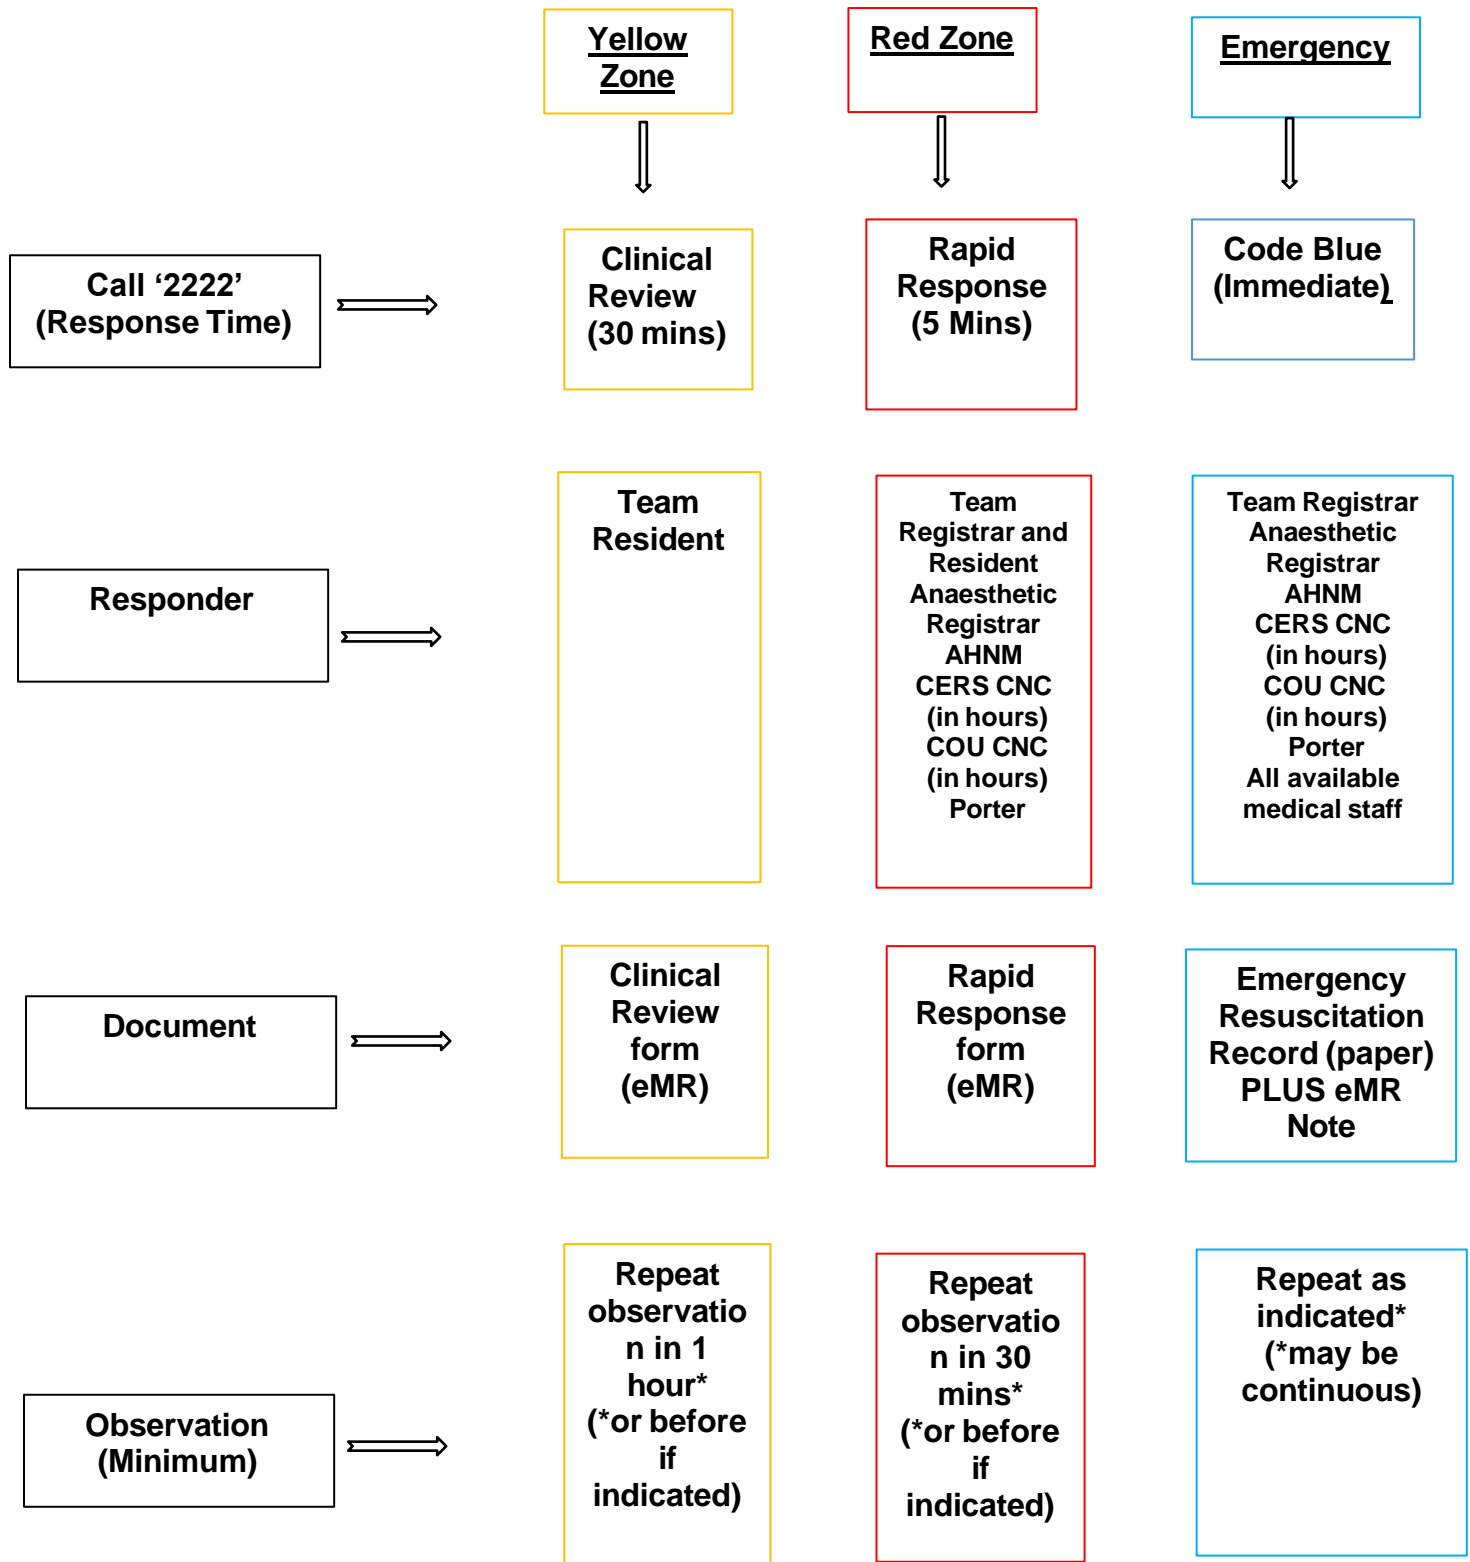 Yellow
Zone
Red Zone
Emergency
Call ‘2222’
(Response Time)
Clinical
Review
(30 mins)
Rapid
Response
(5 Mins)
Code Blue
(Immediate)
Responder
Team
Resident
Team
Registrar and
Resident
Anaesthetic
Registrar
AHNM
CERS CNC
(in hours)
COU CNC
(in hours)
Porter
Team Registrar
Anaesthetic
Registrar
AHNM
CERS CNC
(in hours)
COU CNC
(in hours)
Porter
All available
medical staff
Document
Clinical
Review
form
(eMR)
Rapid
Response
form
(eMR)
Emergency
Resuscitation
Record (paper)
PLUS eMR
Note
Observation
(Minimum)
Repeat
observatio
n in 1
hour*
(*or before
if
indicated)
Repeat
observatio
n in 30
mins*
(*or before
if
indicated)
Repeat as
indicated*
(*may be
continuous)